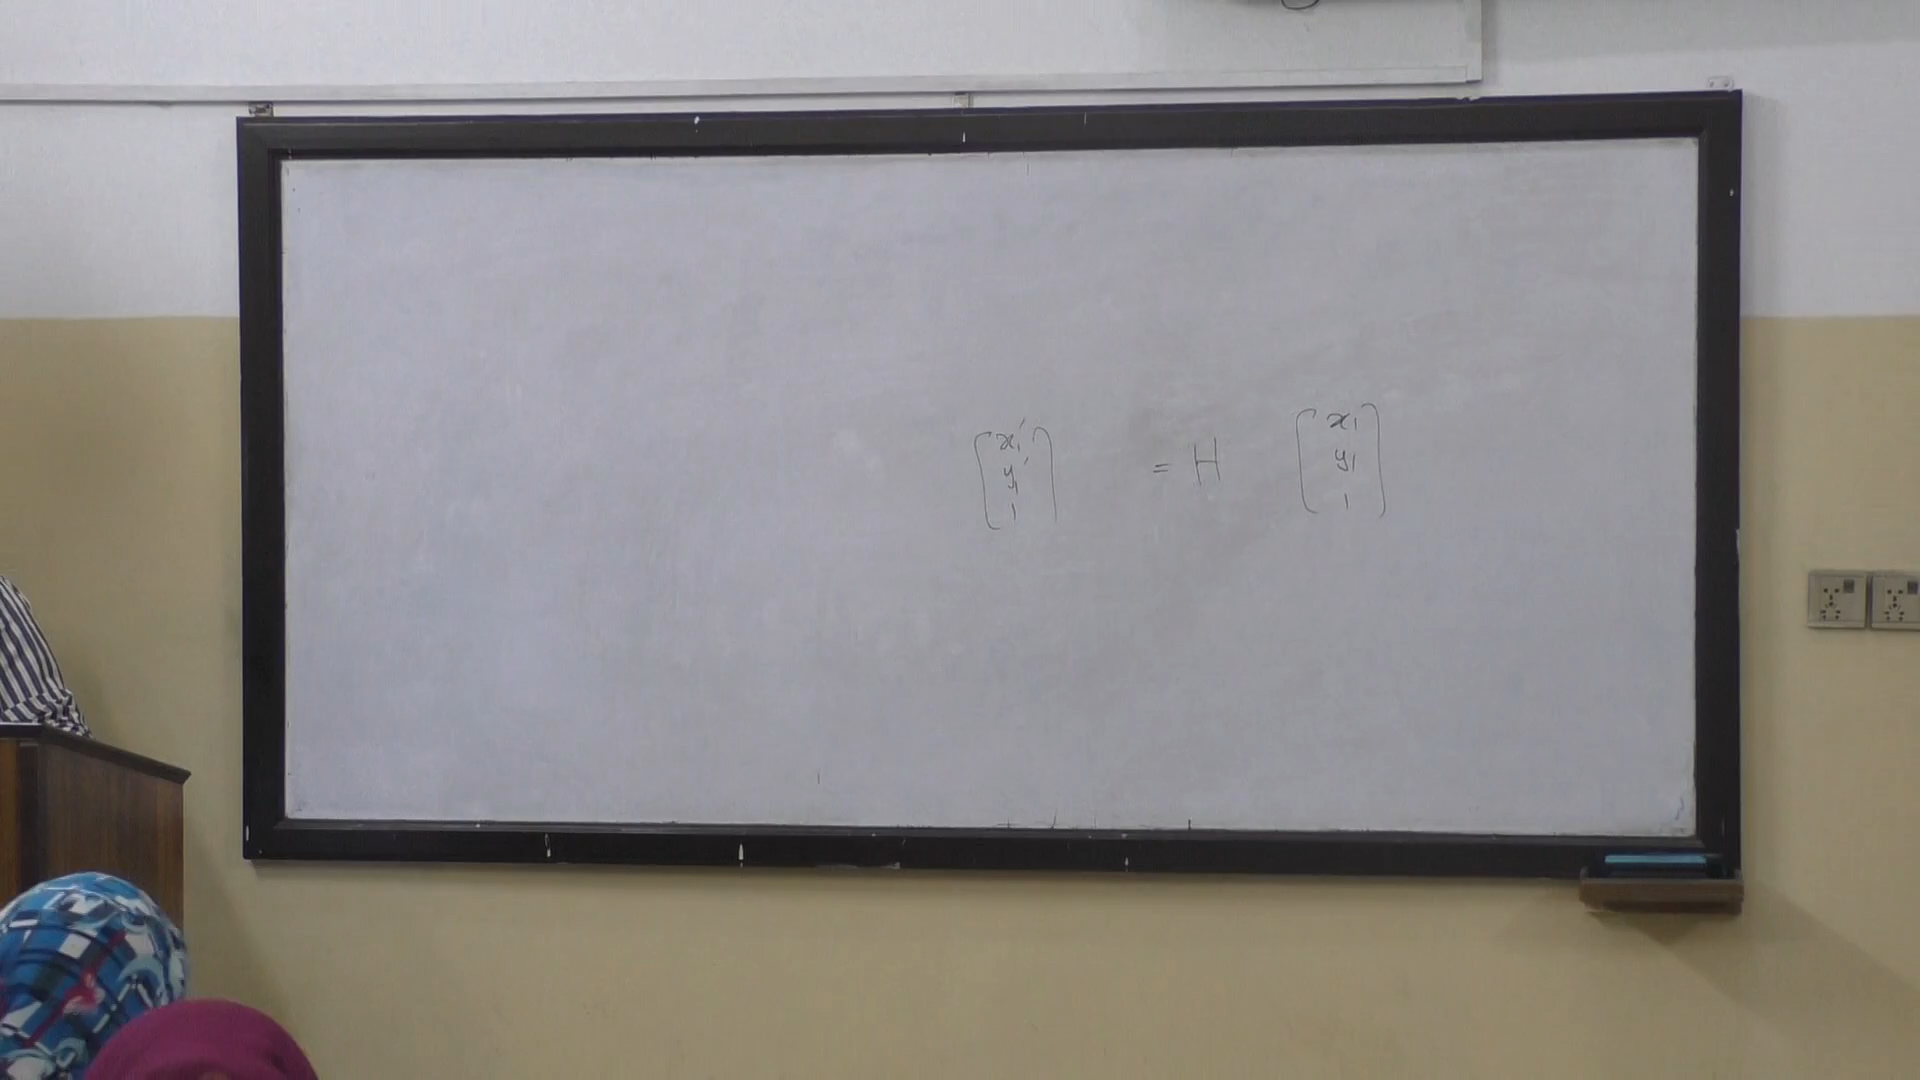 [x₁′ y₁′ 1] = H [x₁ y₁ 1]